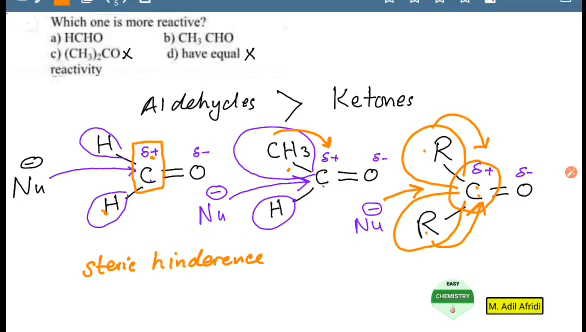 Which one is more reactive?
a) HCHO b) CH₃ CHO
c) (CH₃)₂CO X d) have equal X
reactivity
Aldehydes > Ketones
H CH3 R
δ+ δ- δ+ δ- δ+ δ-
Nu⊖ C=O Nu⊖ C=O Nu⊖ C=O
H H R
steric hinderence
EASY
CHEMISTRY
M. Adil Afridi